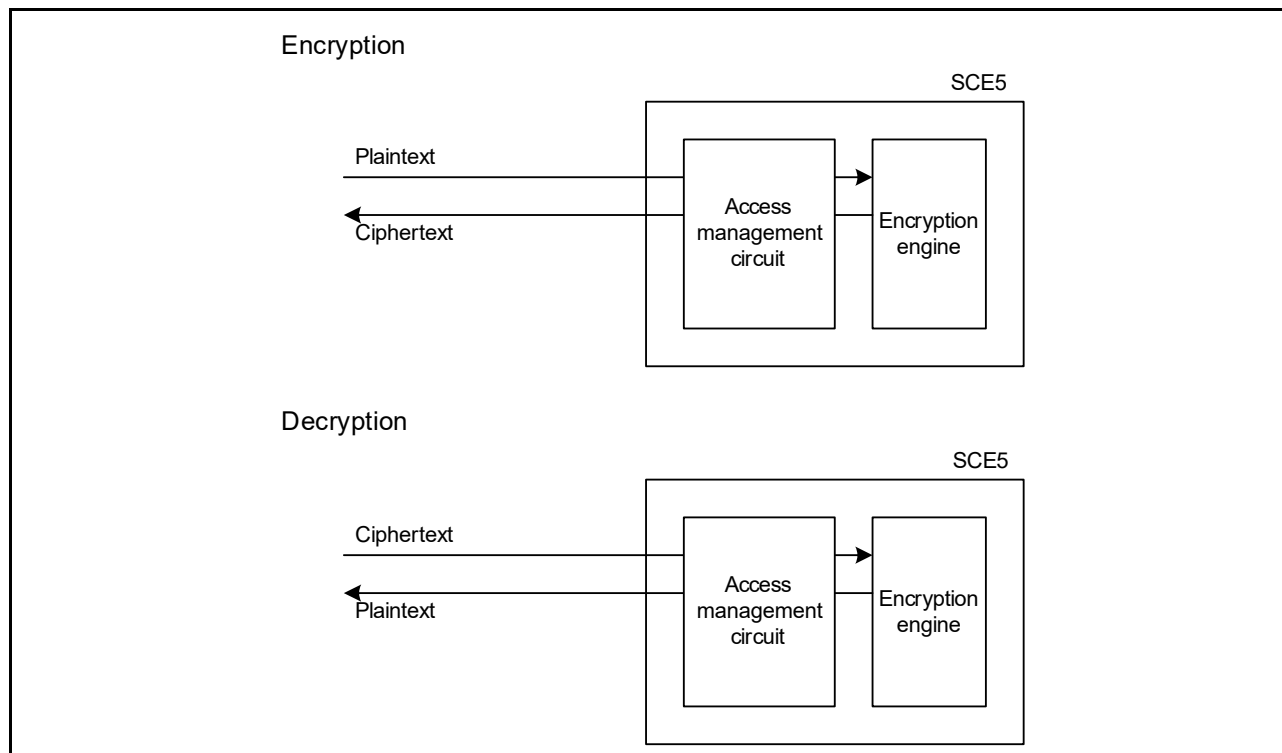 Encryption
SCE5
Plaintext
Ciphertext
Access
management
circuit
Encryption
engine
Decryption
SCE5
Ciphertext
Plaintext
Access
management
circuit
Encryption
engine